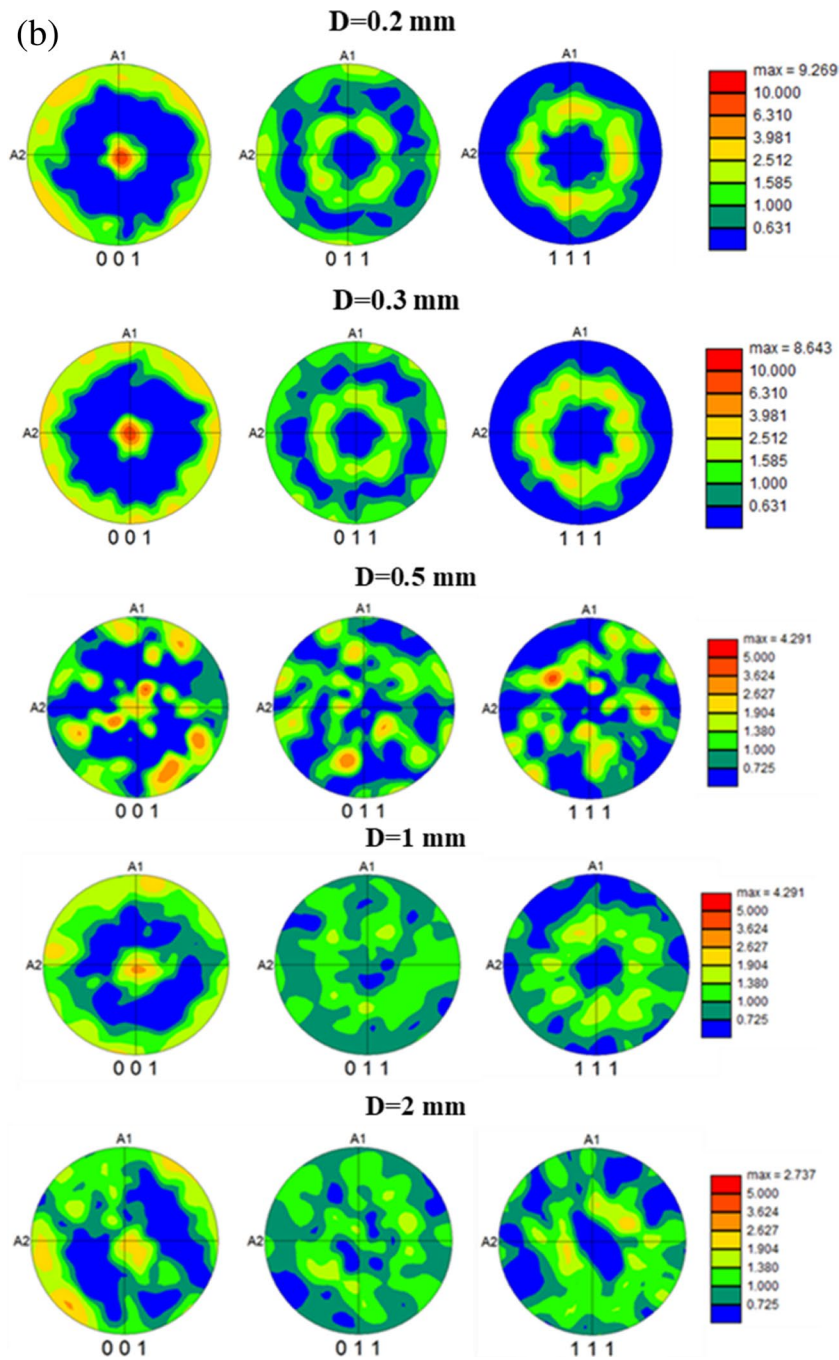 (b)
D=0.2 mm
A1 A1 A1
A2 A2 A2
0 0 1 0 1 1 1 1 1
max = 9.269
10.000
6.310
3.981
2.512
1.585
1.000
0.631
D=0.3 mm
A1 A1 A1
A2 A2 A2
0 0 1 0 1 1 1 1 1
max = 8.643
10.000
6.310
3.981
2.512
1.585
1.000
0.631
D=0.5 mm
A1 A1 A1
A2 A2 A2
0 0 1 0 1 1 1 1 1
max = 4.291
5.000
3.624
2.627
1.904
1.380
1.000
0.725
D=1 mm
A1 A1 A1
A2 A2 A2
0 0 1 0 1 1 1 1 1
max = 4.291
5.000
3.624
2.627
1.904
1.380
1.000
0.725
D=2 mm
A1 A1 A1
A2 A2 A2
0 0 1 0 1 1 1 1 1
max = 2.737
5.000
3.624
2.627
1.904
1.380
1.000
0.725